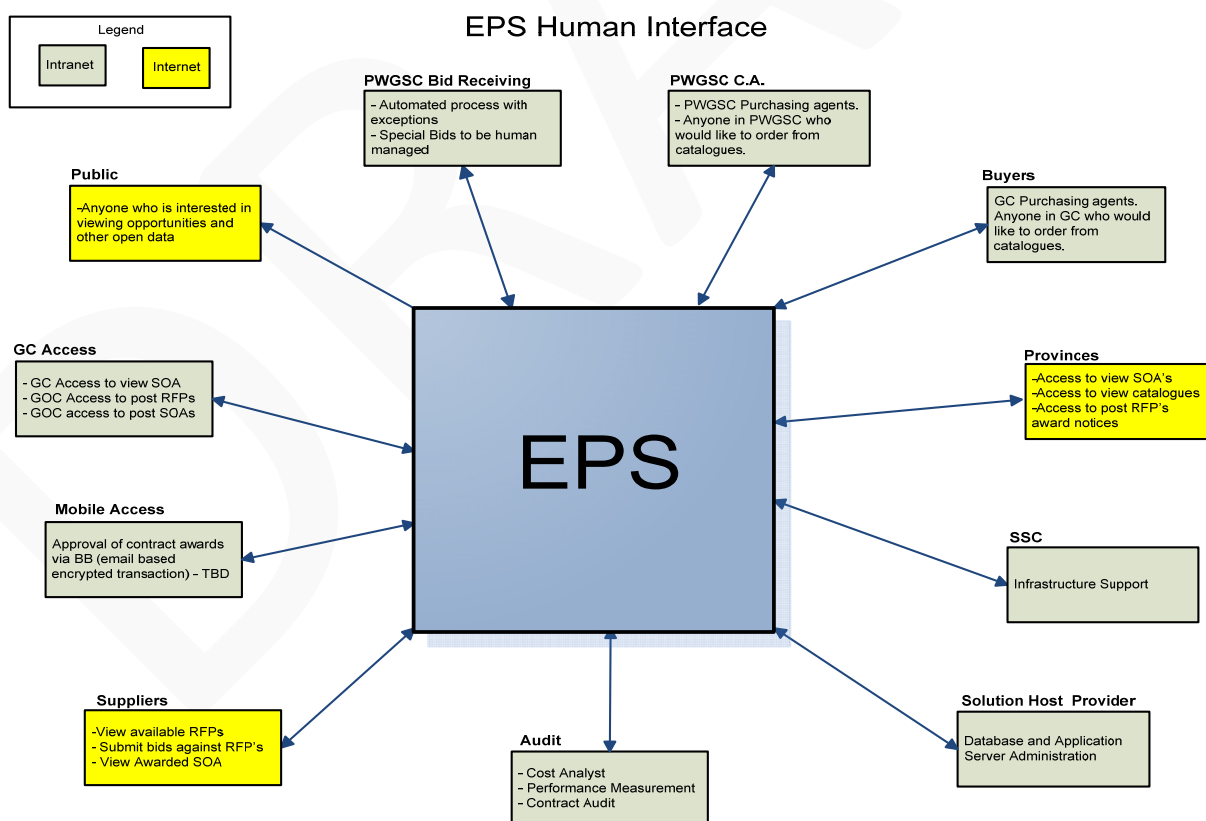 EPS Human Interface
Legend
Intranet
Internet
PWGSC Bid Receiving
- Automated process with
exceptions
- Special Bids to be human
managed
PWGSC C.A.
- PWGSC Purchasing agents.
- Anyone in PWGSC who
would like to order from
catalogues.
Public
-Anyone who is interested in
viewing opportunities and
other open data
Buyers
GC Purchasing agents.
Anyone in GC who would
like to order from
catalogues.
GC Access
- GC Access to view SOA
- GOC Access to post RFPs
- GOC access to post SOAs
Provinces
-Access to view SOA's
-Access to view catalogues
-Access to post RFP's
award notices
EPS
Mobile Access
Approval of contract awards
via BB (email based
encrypted transaction) - TBD
SSC
Infrastructure Support
Suppliers
-View available RFPs
- Submit bids against RFP's
- View Awarded SOA
Audit
- Cost Analyst
- Performance Measurement
- Contract Audit
Solution Host Provider
Database and Application
Server Administration
DRA